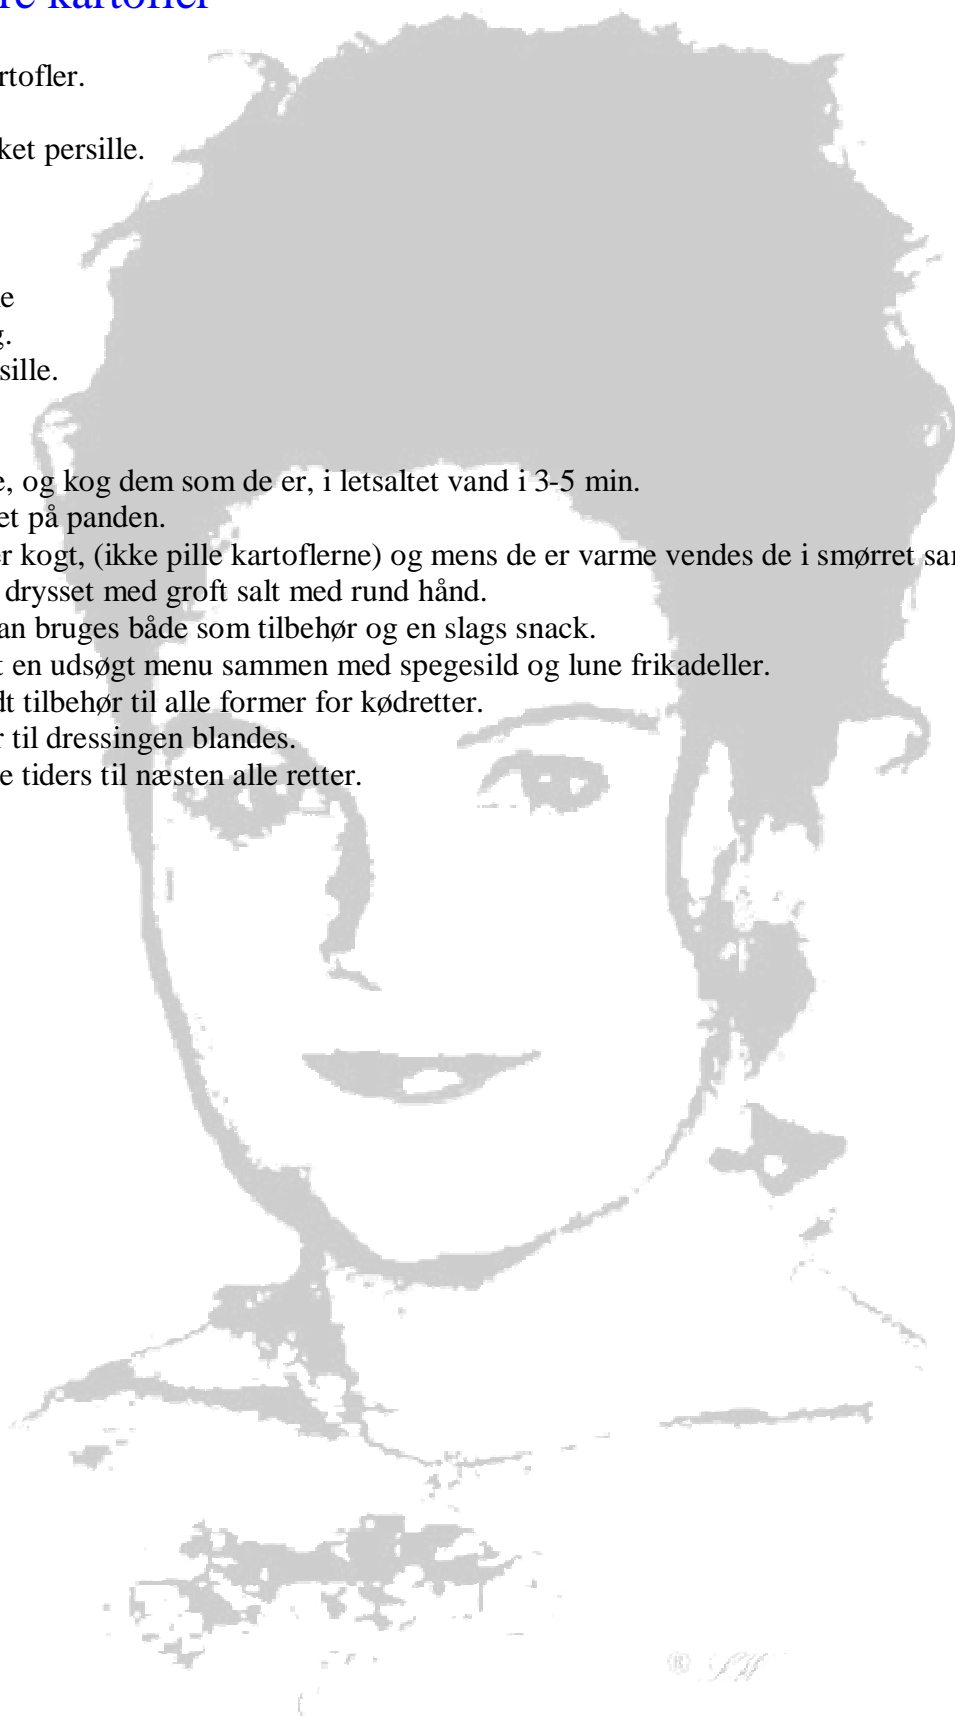 re kartofler
rtofler.
ket persille.
e
g.
sille.
e, og kog dem som de er, i letsaltet vand i 3-5 min.
et på panden.
er kogt, (ikke pille kartoflerne) og mens de er varme vendes de i smørret sar
drysset med groft salt med rund hånd.
an bruges både som tilbehør og en slags snack.
t en udsøgt menu sammen med spegesild og lune frikadeller.
dt tilbehør til alle former for kødretter.
r til dressingen blandes.
e tiders til næsten alle retter.
®